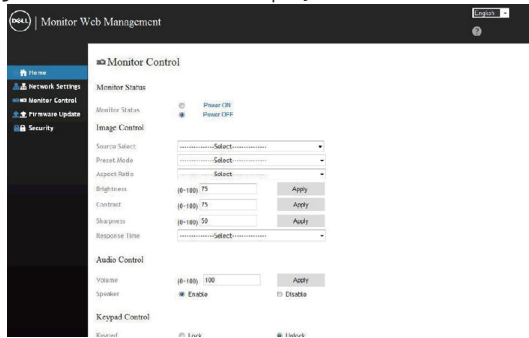 DELL Monitor Web Management English
?
Home
Network Settings
Monitor Control
Firmware Update
Security
Monitor Control
Monitor Status
Monitor Status Power ON
Power OFF
Image Control
Source Select --------------Select--------------
Preset Mode --------------Select--------------
Aspect Ratio --------------Select--------------
Brightness (0~100) 75 Apply
Contrast (0~100) 75 Apply
Sharpness (0~100) 50 Apply
Response Time --------------Select--------------
Audio Control
Volume (0~100) 100 Apply
Speaker Enable Disable
Keypad Control
Keypad Lock Unlock